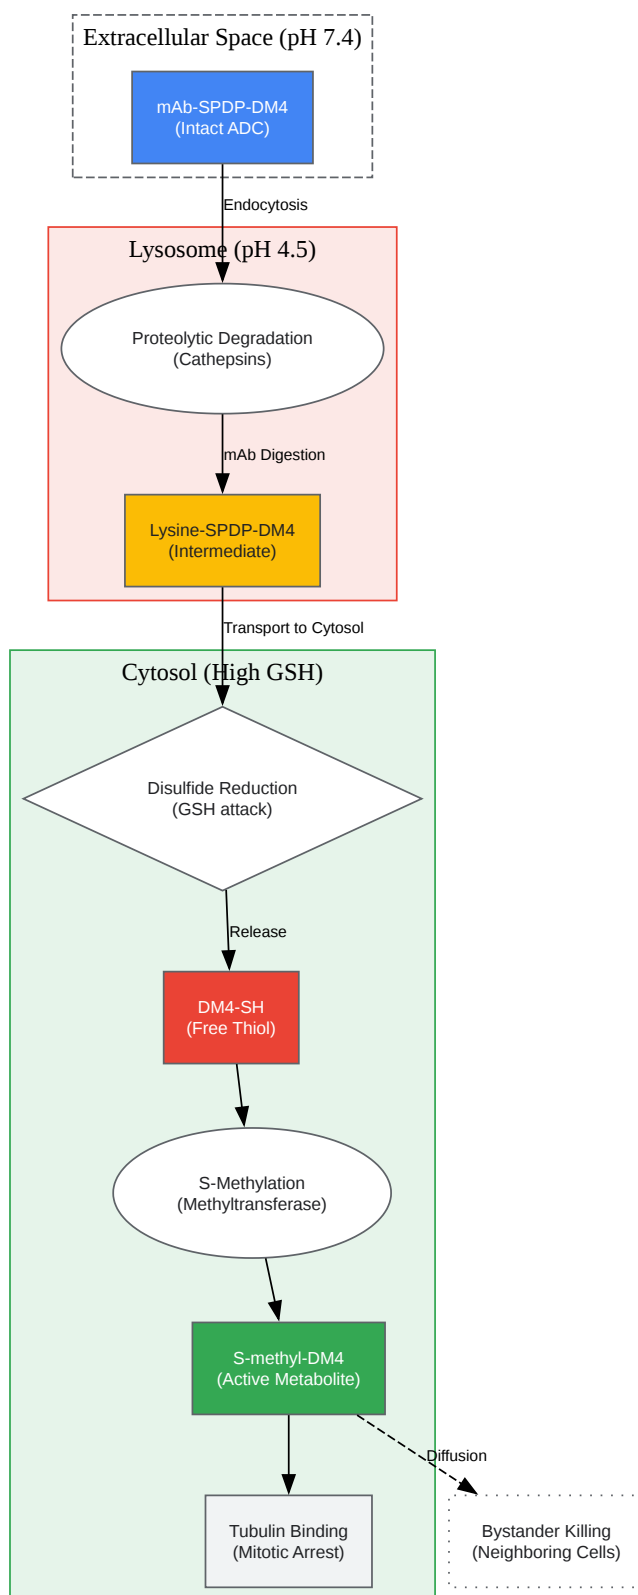 Extracellular Space (pH 7.4)
mAb-SPDP-DM4
(Intact ADC)
Endocytosis
Lysosome (pH 4.5)
Proteolytic Degradation
(Cathepsins)
mAb Digestion
Lysine-SPDP-DM4
(Intermediate)
Transport to Cytosol
Cytosol (High GSH)
Disulfide Reduction
(GSH attack)
Release
DM4-SH
(Free Thiol)
S-Methylation
(Methyltransferase)
S-methyl-DM4
(Active Metabolite)
Diffusion
Tubulin Binding
(Mitotic Arrest)
Bystander Killing
(Neighboring Cells)